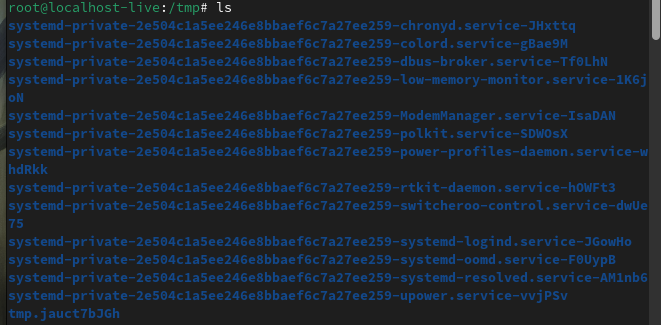 root@localhost-live:/tmp# ls
systemd-private-2e504c1a5ee246e8bbaef6c7a27ee259-chronyd.service-JHxttq
systemd-private-2e504c1a5ee246e8bbaef6c7a27ee259-colord.service-gBae9M
systemd-private-2e504c1a5ee246e8bbaef6c7a27ee259-dbus-broker.service-Tf0LhN
systemd-private-2e504c1a5ee246e8bbaef6c7a27ee259-low-memory-monitor.service-1K6j
oN
systemd-private-2e504c1a5ee246e8bbaef6c7a27ee259-ModemManager.service-IsaDAN
systemd-private-2e504c1a5ee246e8bbaef6c7a27ee259-polkit.service-SDWOsX
systemd-private-2e504c1a5ee246e8bbaef6c7a27ee259-power-profiles-daemon.service-w
hdRkk
systemd-private-2e504c1a5ee246e8bbaef6c7a27ee259-rtkit-daemon.service-hOWFt3
systemd-private-2e504c1a5ee246e8bbaef6c7a27ee259-switcheroo-control.service-dwUe
75
systemd-private-2e504c1a5ee246e8bbaef6c7a27ee259-systemd-logind.service-JGowHo
systemd-private-2e504c1a5ee246e8bbaef6c7a27ee259-systemd-oomd.service-F0UypB
systemd-private-2e504c1a5ee246e8bbaef6c7a27ee259-systemd-resolved.service-AM1nb6
systemd-private-2e504c1a5ee246e8bbaef6c7a27ee259-upower.service-vvjPSv
tmp.jauct7bJGh